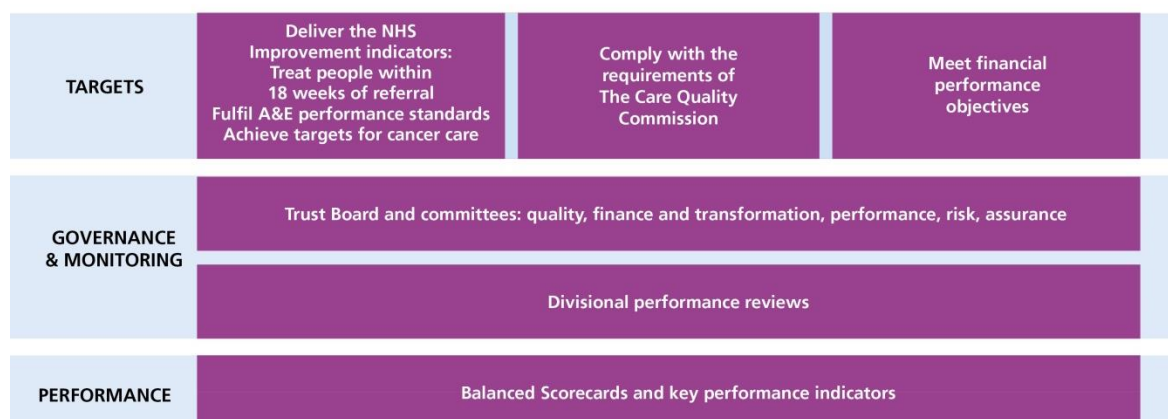 TARGETS
Deliver the NHS
Improvement indicators:
Treat people within
18 weeks of referral
Fulfil A&E performance standards
Achieve targets for cancer care
Comply with the
requirements of
The Care Quality
Commission
Meet financial
performance
objectives
GOVERNANCE
& MONITORING
Trust Board and committees: quality, finance and transformation, performance, risk, assurance
Divisional performance reviews
PERFORMANCE
Balanced Scorecards and key performance indicators